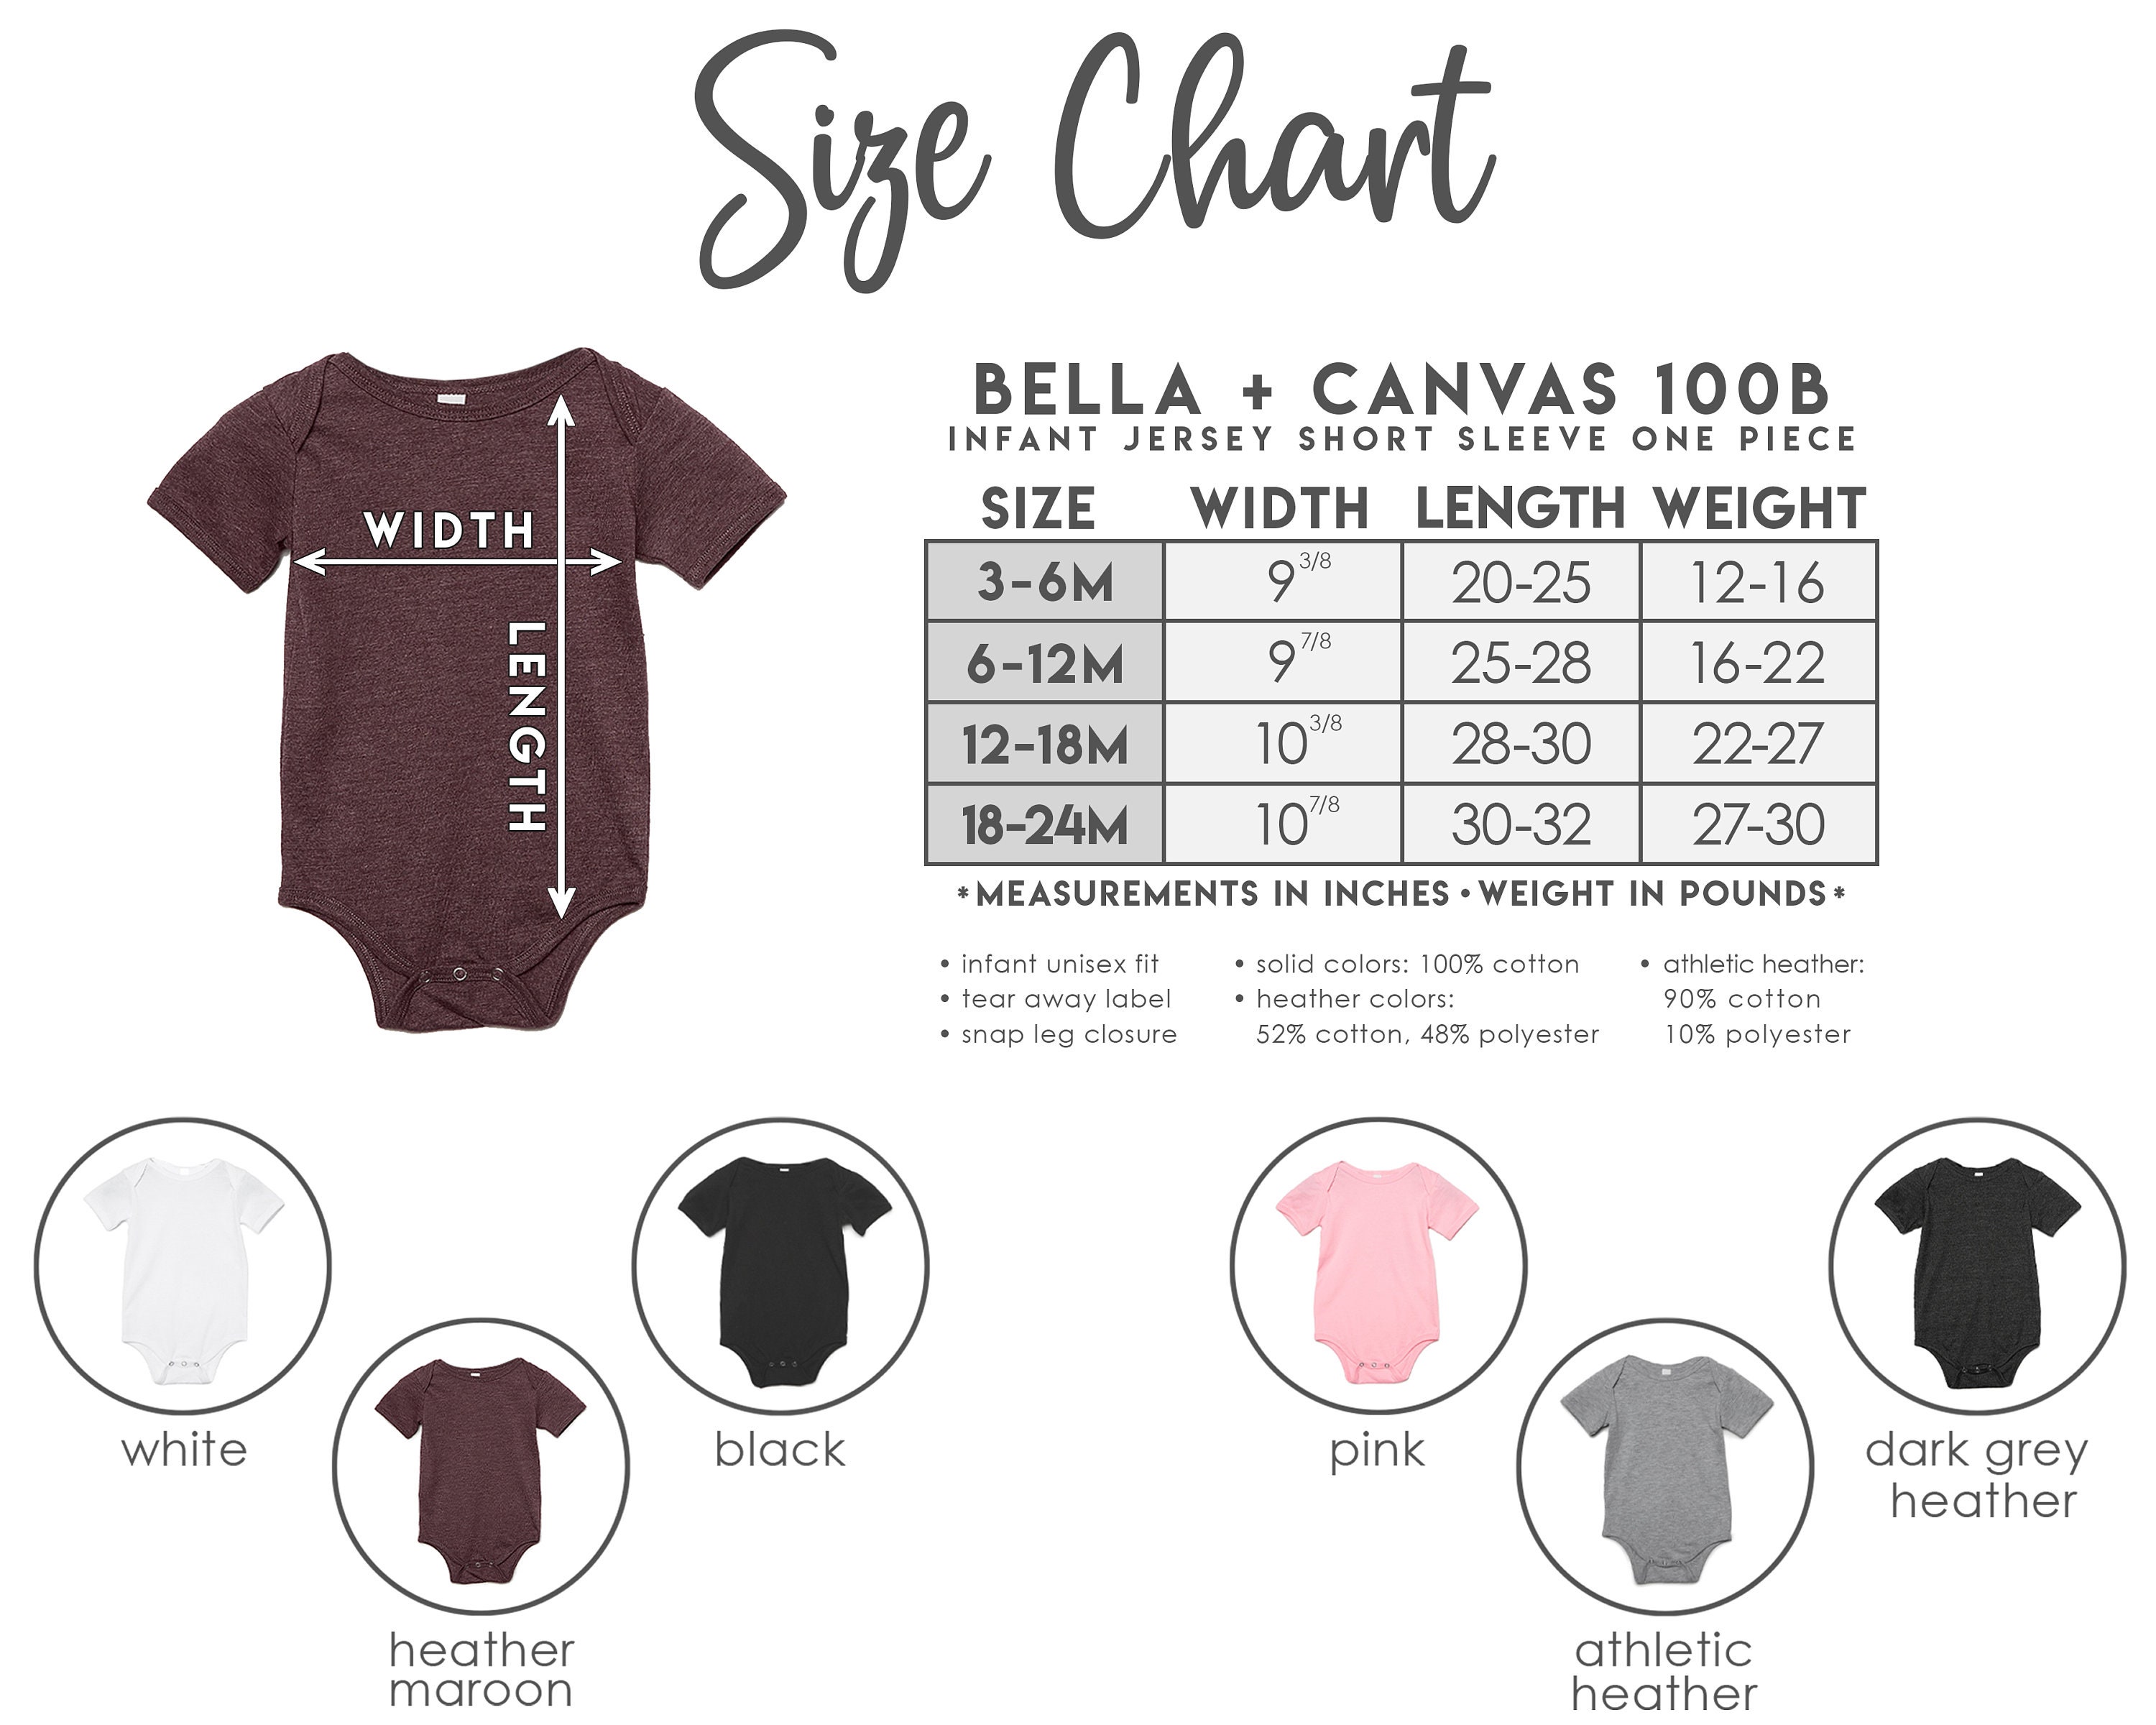 Size Chart
WIDTH
LENGTH
BELLA + CANVAS 100B
INFANT JERSEY SHORT SLEEVE ONE PIECE
SIZE WIDTH LENGTH WEIGHT
3-6M 9 3/8 20-25 12-16
6-12M 9 7/8 25-28 16-22
12-18M 10 3/8 28-30 22-27
18-24M 10 7/8 30-32 27-30
*MEASUREMENTS IN INCHES • WEIGHT IN POUNDS*
• infant unisex fit
• tear away label
• snap leg closure
• solid colors: 100% cotton
• heather colors:
52% cotton, 48% polyester
• athletic heather:
90% cotton
10% polyester
white
heather
maroon
black
pink
athletic
heather
dark grey
heather